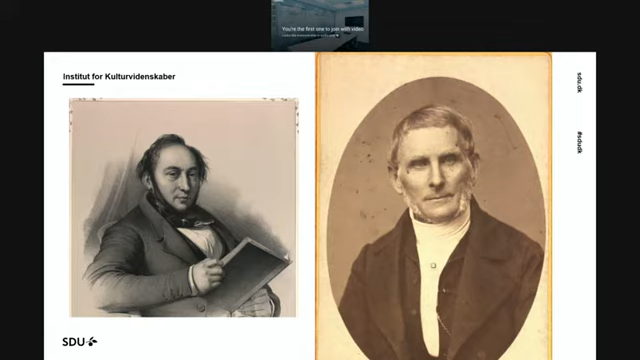 You're the first one to join with video
Institut for Kulturvidenskaber
sdu.dk
#sdudk
SDU